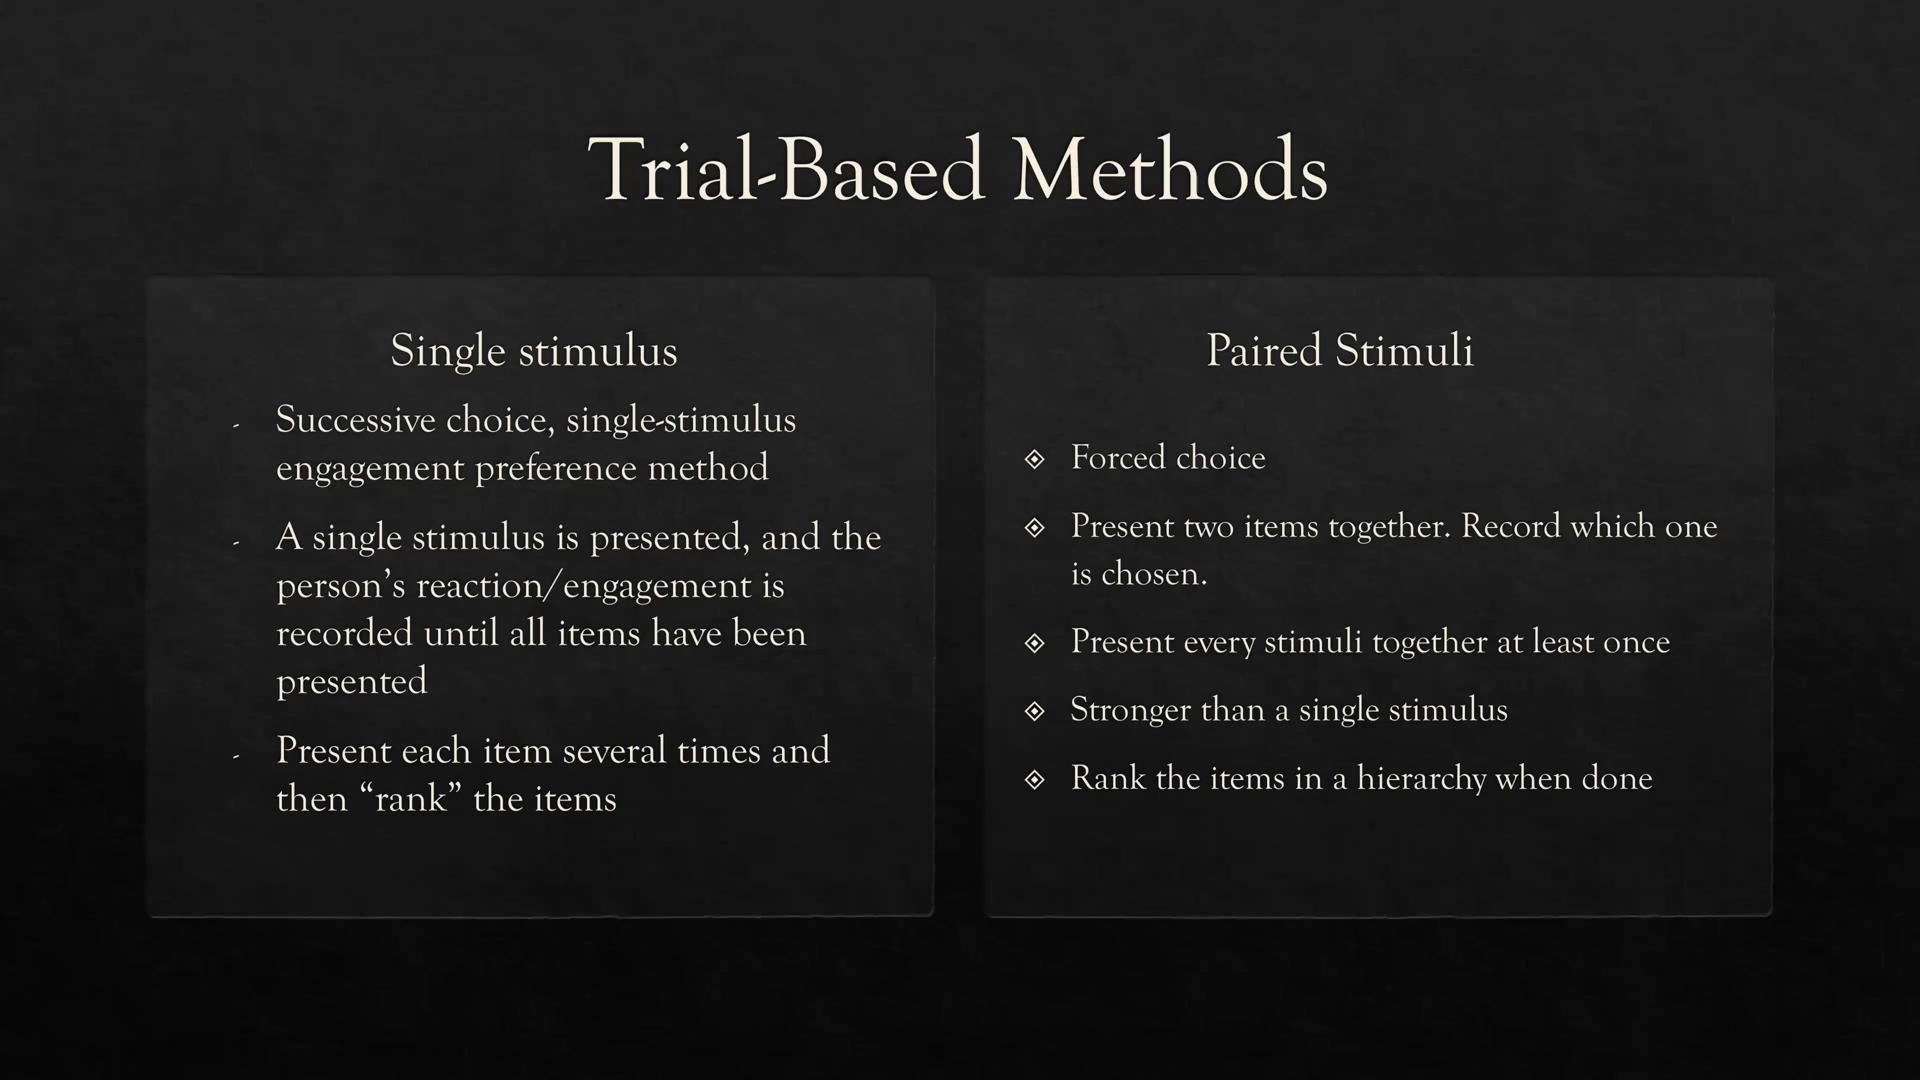 Trial-Based Methods
Single stimulus
- Successive choice, single-stimulus
engagement preference method
- A single stimulus is presented, and the
person’s reaction/engagement is
recorded until all items have been
presented
- Present each item several times and
then “rank” the items
Paired Stimuli
Forced choice
Present two items together. Record which one
is chosen.
Present every stimuli together at least once
Stronger than a single stimulus
Rank the items in a hierarchy when done